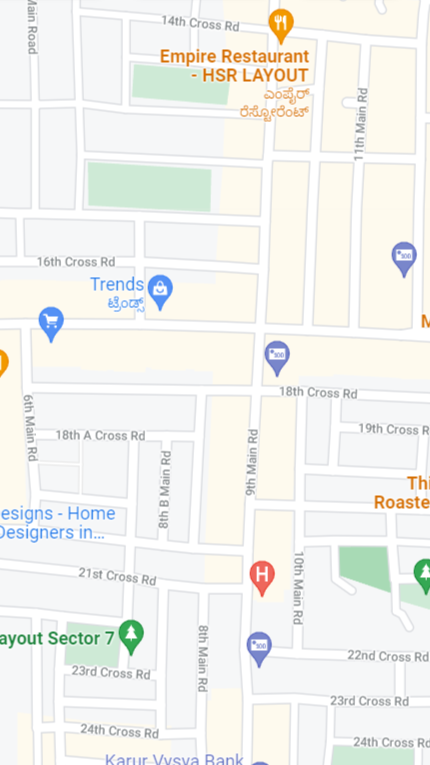 14th Cross Rd
Main Road
Empire Restaurant
- HSR LAYOUT
ಎಂಪೈರ್
ರೆಸ್ಟೋರೆಂಟ್
11th Main Rd
16th Cross Rd
Trends
ಟ್ರೆಂಡ್ಸ್
M
18th Cross Rd
6th Main Rd
18th A Cross Rd
19th Cross R
9th Main Rd
8th B Main Rd
Thi
Roaste
esigns - Home
Designers in...
10th Main Rd
H
21st Cross Rd
8th Main Rd
ayout Sector 7
22nd Cross Rd
23rd Cross Rd
23rd Cross Rd
24th Cross Rd
24th Cross Rd
Karur Vysya Bank